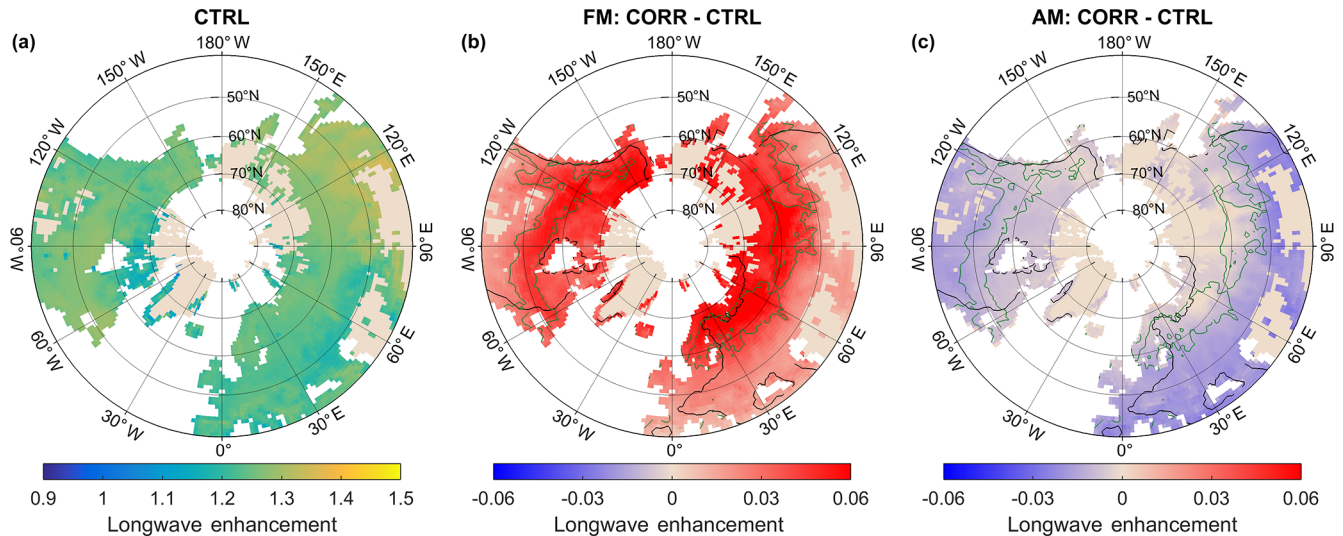 CTRL
FM: CORR - CTRL
AM: CORR - CTRL
(a)
180° W
150° W
150° E
120° W
120° E
50°N
60°N
70°N
80°N
90° W
90° E
60° W
60° E
30° W
30° E
0°
0.9 1 1.1 1.2 1.3 1.4 1.5
Longwave enhancement
(b)
180° W
150° W
150° E
120° W
120° E
50°N
60°N
70°N
80°N
90° W
90° E
60° W
60° E
30° W
30° E
0°
-0.06 -0.03 0 0.03 0.06
Longwave enhancement
(c)
180° W
150° W
150° E
120° W
120° E
50°N
60°N
70°N
80°N
90° W
90° E
60° W
60° E
30° W
30° E
0°
-0.06 -0.03 0 0.03 0.06
Longwave enhancement